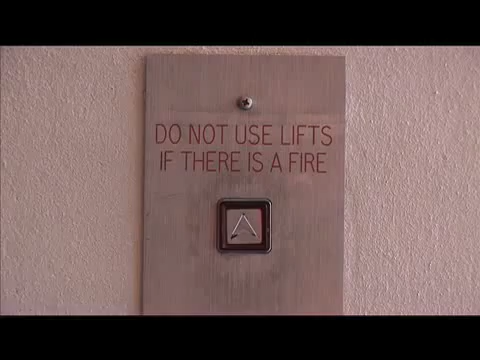 DO NOT USE LIFTS
IF THERE IS A FIRE